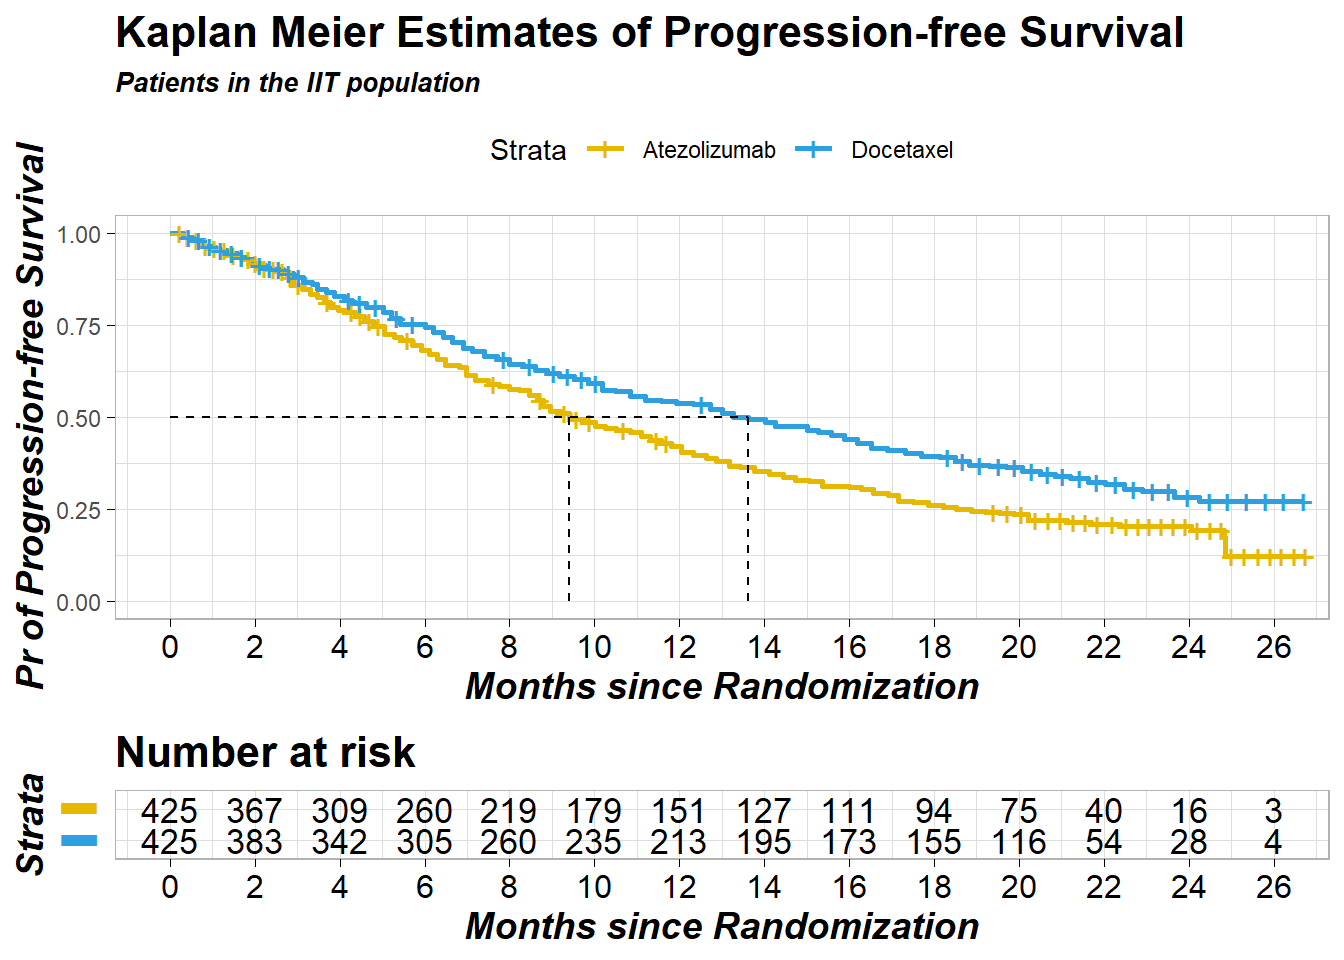 Kaplan Meier Estimates of Progression-free Survival
Patients in the IIT population
Strata Atezolizumab Docetaxel
Pr of Progression-free Survival
1.00
0.75
0.50
0.25
0.00
0 2 4 6 8 10 12 14 16 18 20 22 24 26
Months since Randomization
Number at risk
Strata
425 367 309 260 219 179 151 127 111 94 75 40 16 3
425 383 342 305 260 235 213 195 173 155 116 54 28 4
0 2 4 6 8 10 12 14 16 18 20 22 24 26
Months since Randomization